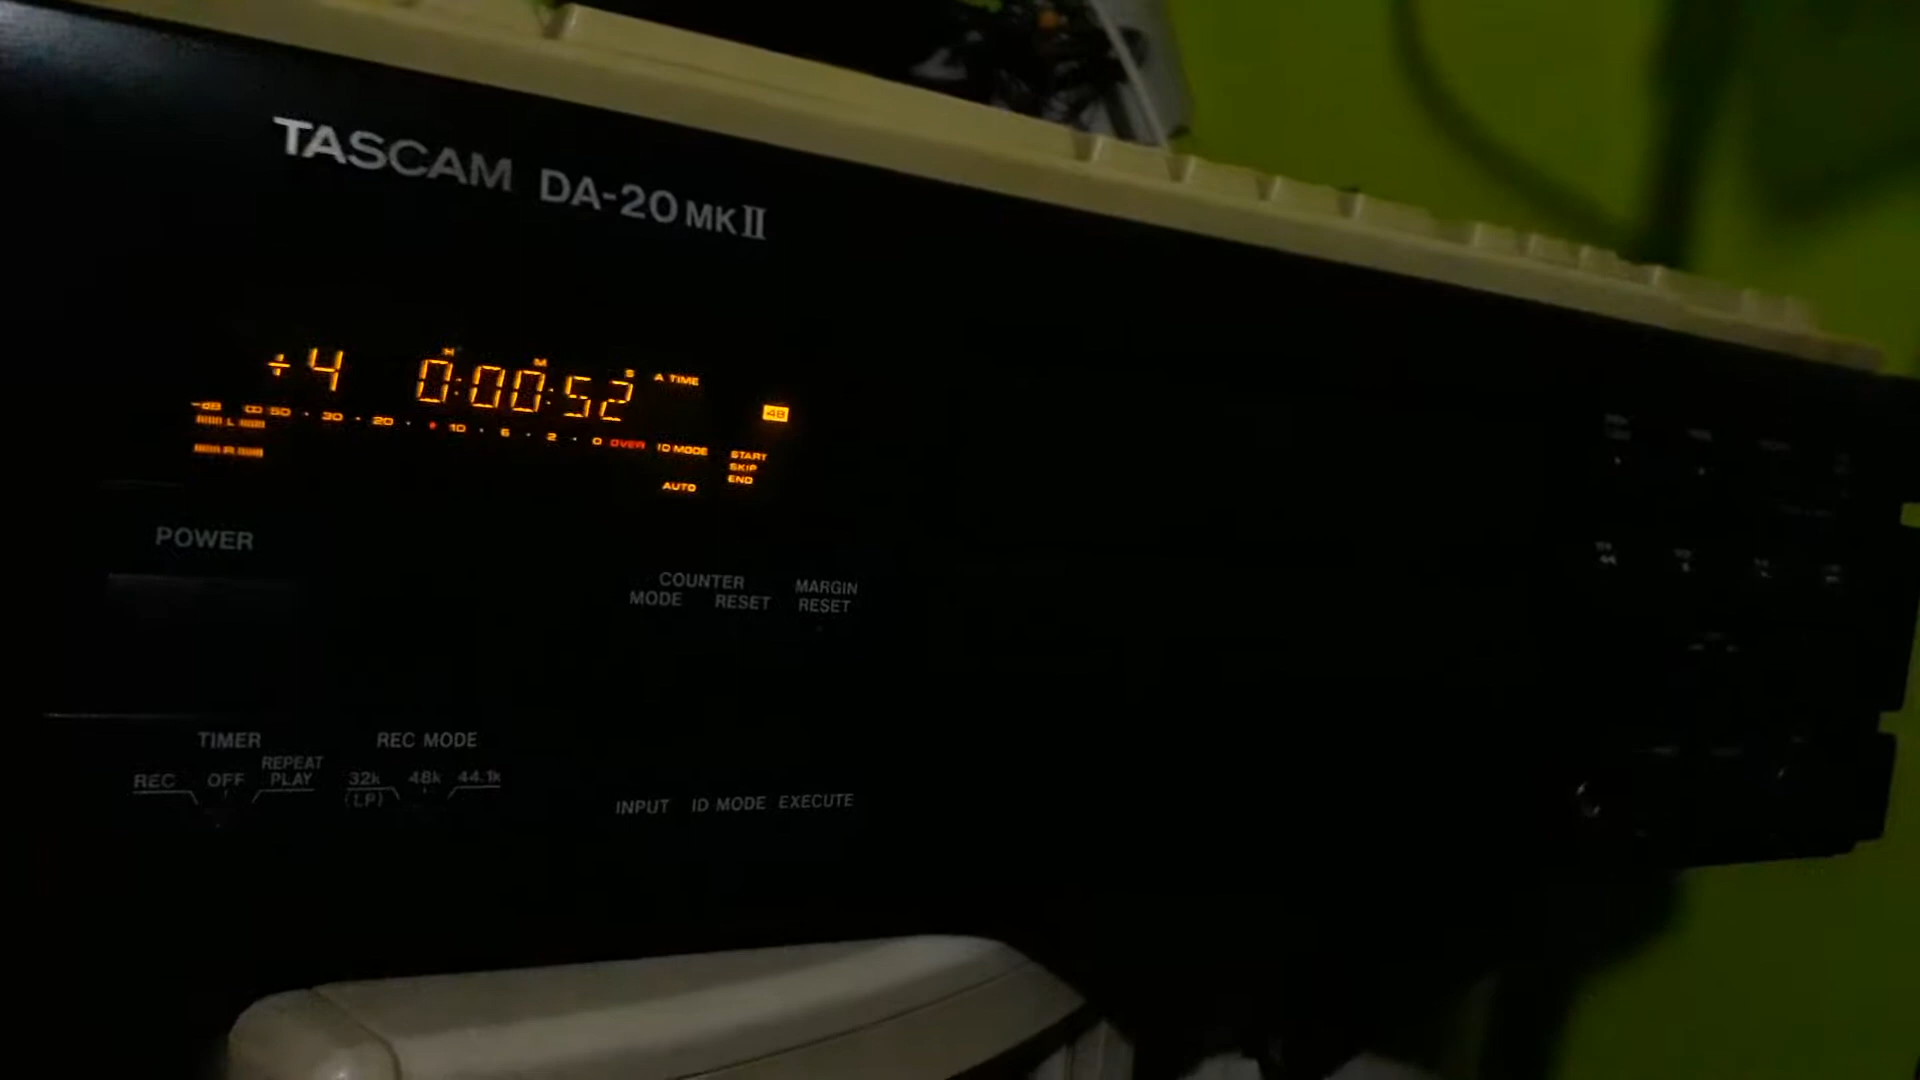 TASCAM DA-20 MKII
÷4 0:00:52 A TIME
H M S
48
-dB ∞ 50 · 30 · 20 · · 10 · 6 · 2 · 0 OVER ID MODE START
L SKIP
R END
AUTO
POWER
COUNTER MARGIN
MODE RESET RESET
TIMER REC MODE
REC OFF REPEAT PLAY 32k (LP) 48k 44.1k
INPUT ID MODE EXECUTE